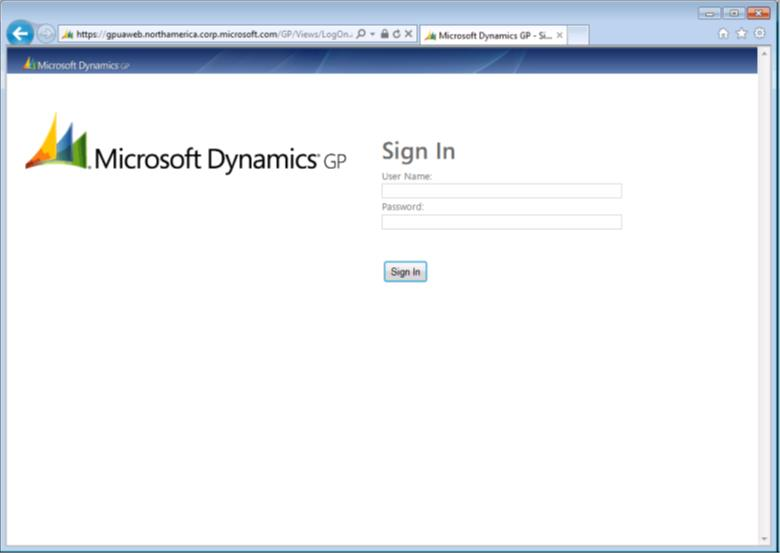 https://gpuaweb.northamerica.corp.microsoft.com/GP/Views/LogOn.
Microsoft Dynamics GP - Si...
Microsoft Dynamics GP
Microsoft Dynamics® GP
Sign In
User Name:
Password:
Sign In